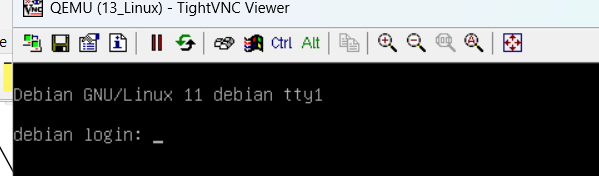 QEMU (13_Linux) - TightVNC Viewer
Ctrl Alt
Debian GNU/Linux 11 debian tty1
debian login: _